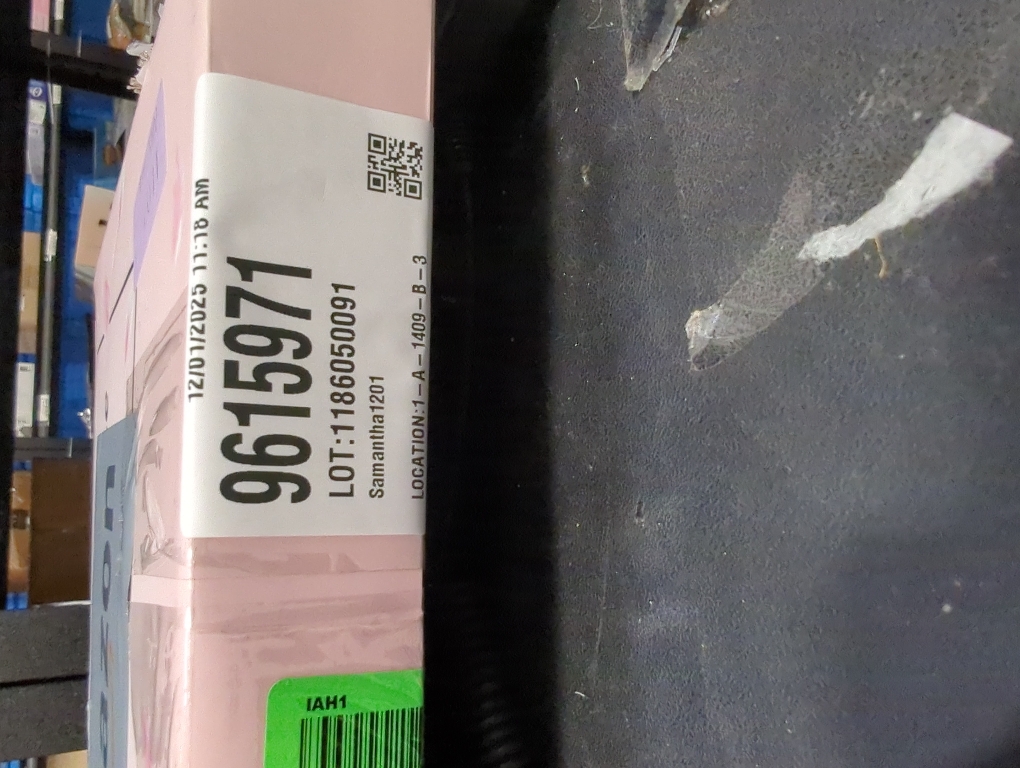 12/01/2025 11:18 AM
9615971
LOT:1186050091
Samantha1201
LOCATION:1-A-1409-B-3
IAH1